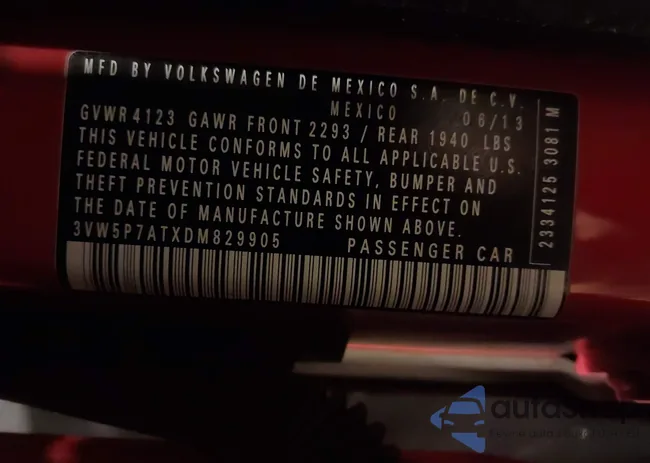 MFD BY VOLKSWAGEN DE MEXICO S.A. DE C.V.
MEXICO 06/13
GVWR 4123 GAWR FRONT 2293 / REAR 1940 LBS
THIS VEHICLE CONFORMS TO ALL APPLICABLE U.S.
FEDERAL MOTOR VEHICLE SAFETY, BUMPER AND
THEFT PREVENTION STANDARDS IN EFFECT ON
THE DATE OF MANUFACTURE SHOWN ABOVE.
3VW5P7ATXDM829905 PASSENGER CAR
2334125 3081 M